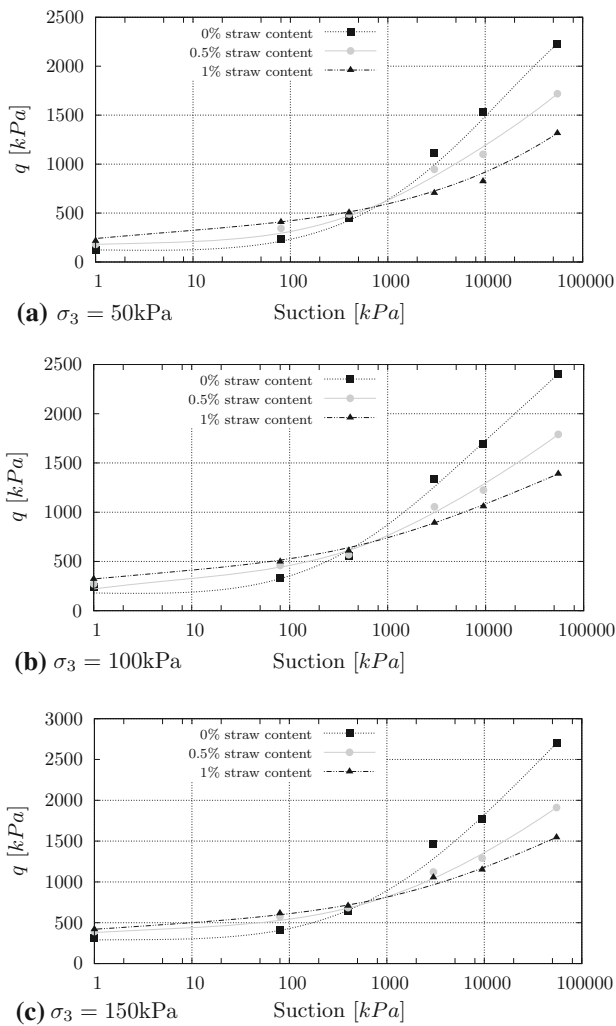 2500
2000
1500
1000
500
0
q [kPa]
0% straw content
0.5% straw content
1% straw content
1 10 100 1000 10000 100000
(a) σ₃ = 50kPa Suction [kPa]
2500
2000
1500
1000
500
0
q [kPa]
0% straw content
0.5% straw content
1% straw content
1 10 100 1000 10000 100000
(b) σ₃ = 100kPa Suction [kPa]
3000
2500
2000
1500
1000
500
0
q [kPa]
0% straw content
0.5% straw content
1% straw content
1 10 100 1000 10000 100000
(c) σ₃ = 150kPa Suction [kPa]